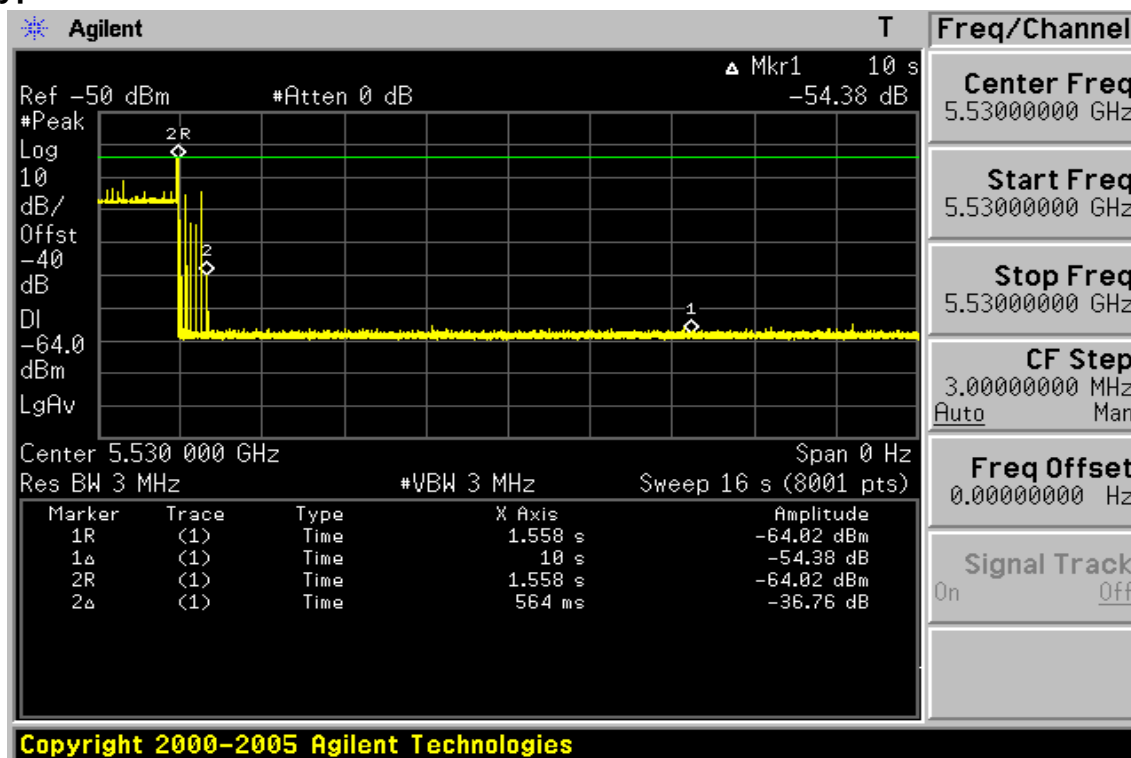 Agilent T Freq/Channel
▵ Mkr1 10 s
Ref −50 dBm #Atten 0 dB −54.38 dB
#Peak
Log
10
dB/
Offst
−40
dB
DI
−64.0
dBm
LgAv
2R
2
1
Center 5.530 000 GHz Span 0 Hz
Res BW 3 MHz #VBW 3 MHz Sweep 16 s (8001 pts)
Marker Trace Type X Axis Amplitude
1R (1) Time 1.558 s −64.02 dBm
1▵ (1) Time 10 s −54.38 dB
2R (1) Time 1.558 s −64.02 dBm
2▵ (1) Time 564 ms −36.76 dB
Center Freq
5.53000000 GHz
Start Freq
5.53000000 GHz
Stop Freq
5.53000000 GHz
CF Step
3.00000000 MHz
Auto Man
Freq Offset
0.00000000 Hz
Signal Track
On Off
Copyright 2000–2005 Agilent Technologies